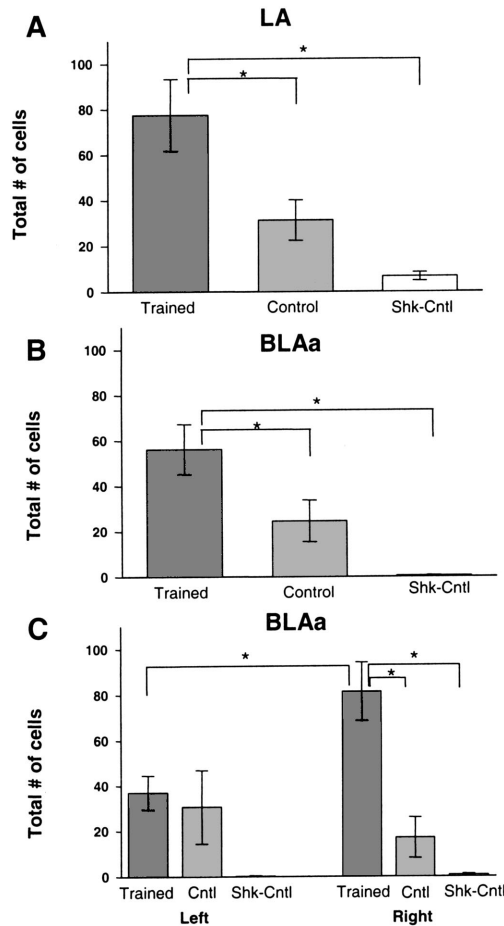 A
LA
Total # of cells
100
80
60
40
20
0
*
*
Trained Control Shk-Cntl
B
BLAa
Total # of cells
100
80
60
40
20
0
*
*
Trained Control Shk-Cntl
C
BLAa
Total # of cells
100
80
60
40
20
0
*
*
*
Trained Cntl Shk-Cntl Trained Cntl Shk-Cntl
Left Right